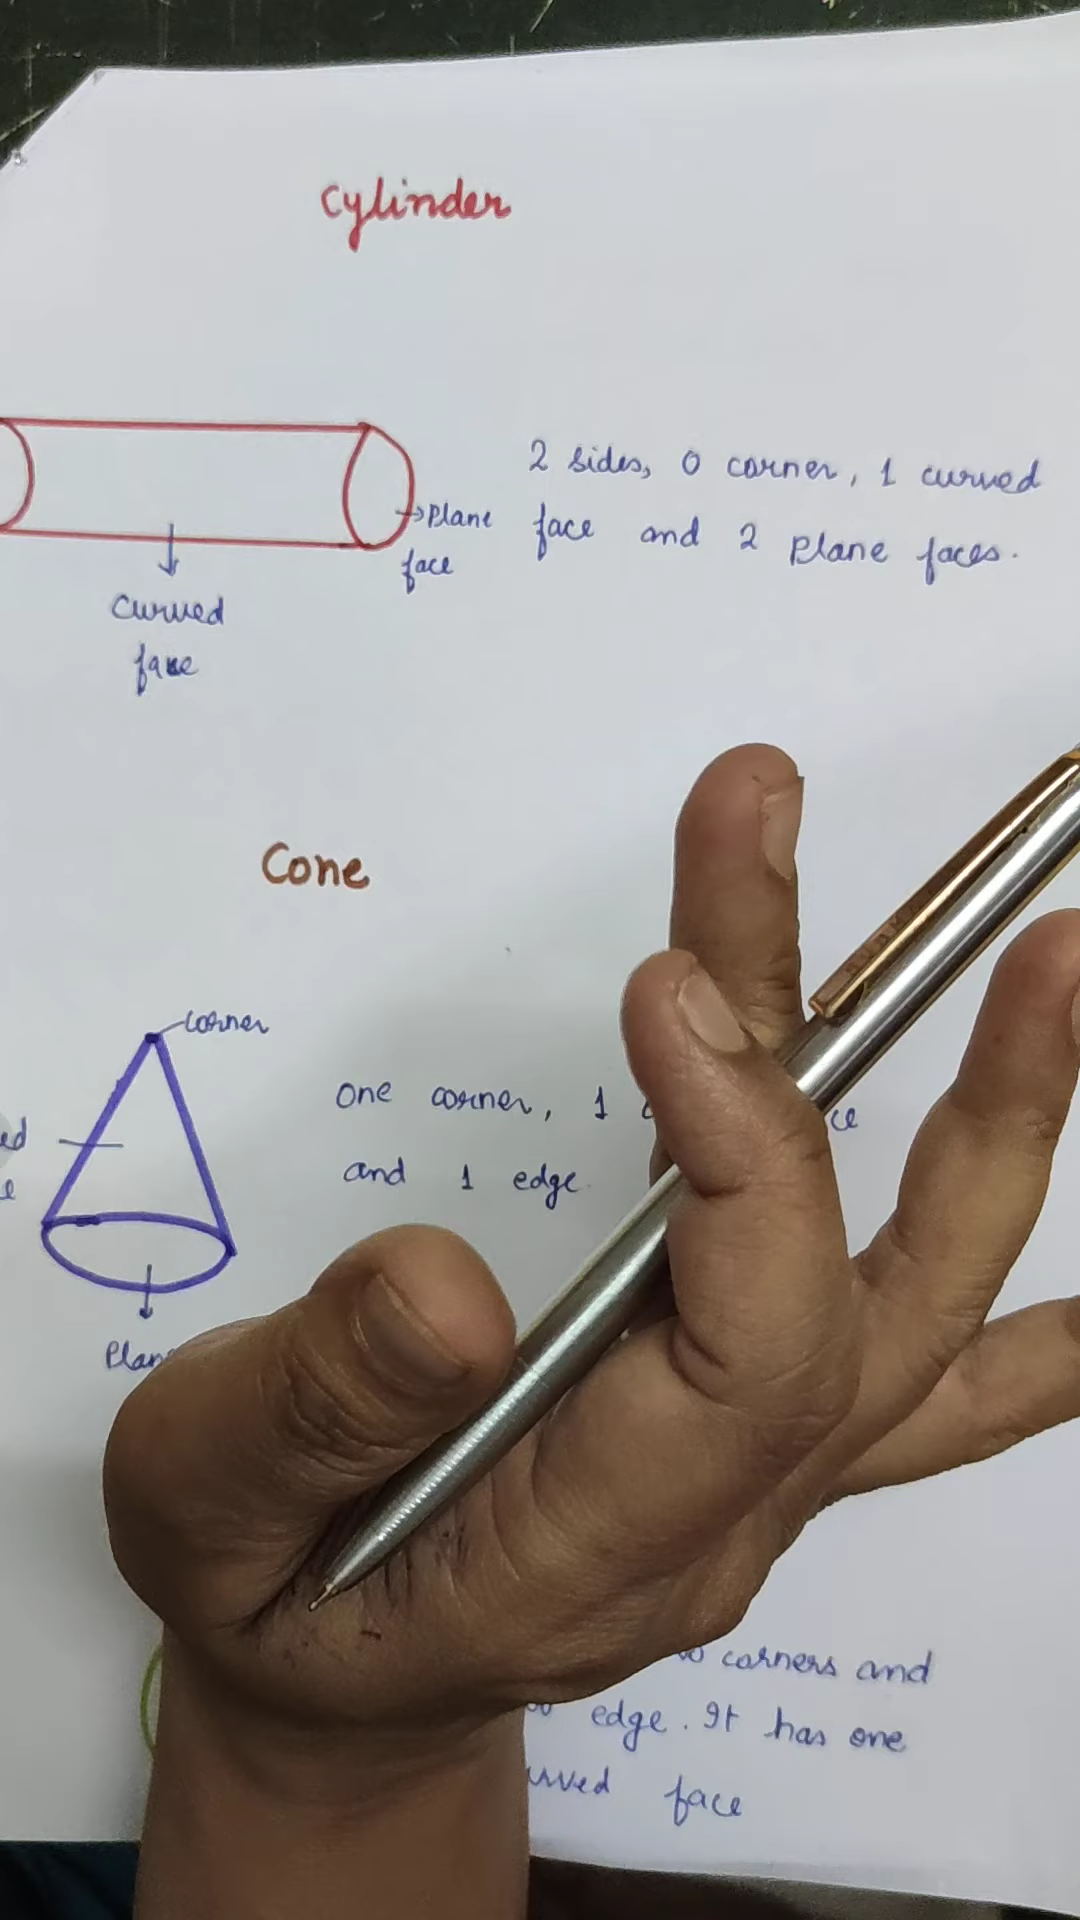 Cylinder
2 sides, 0 corner, 1 curved
face and 2 Plane faces.
Plane
face
Curved
face
Cone
corner
One corner, 1
and 1 edge.
corners and
edge. It has one
face